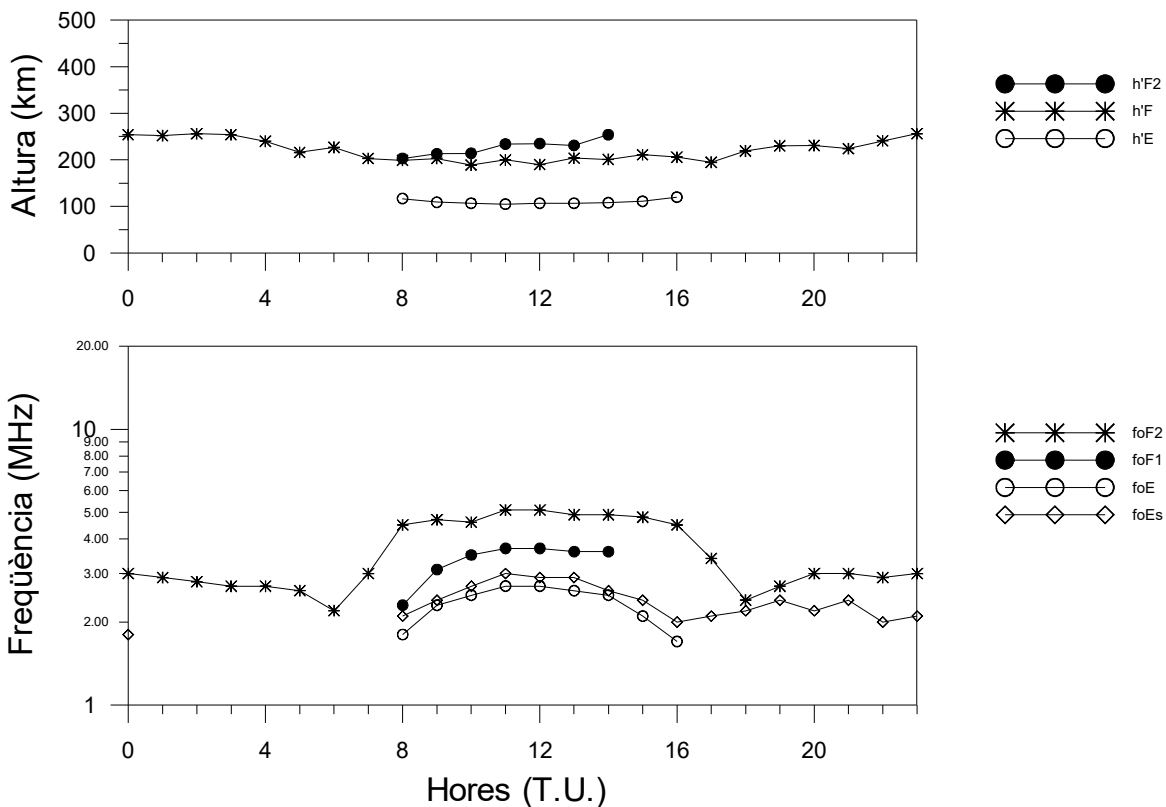 500
400
300
200
100
0
Altura (km)
0 4 8 12 16 20
h'F2
h'F
h'E
20.00
10
9.00
8.00
7.00
6.00
5.00
4.00
3.00
2.00
1
Freqüència (MHz)
0 4 8 12 16 20
Hores (T.U.)
foF2
foF1
foE
foEs